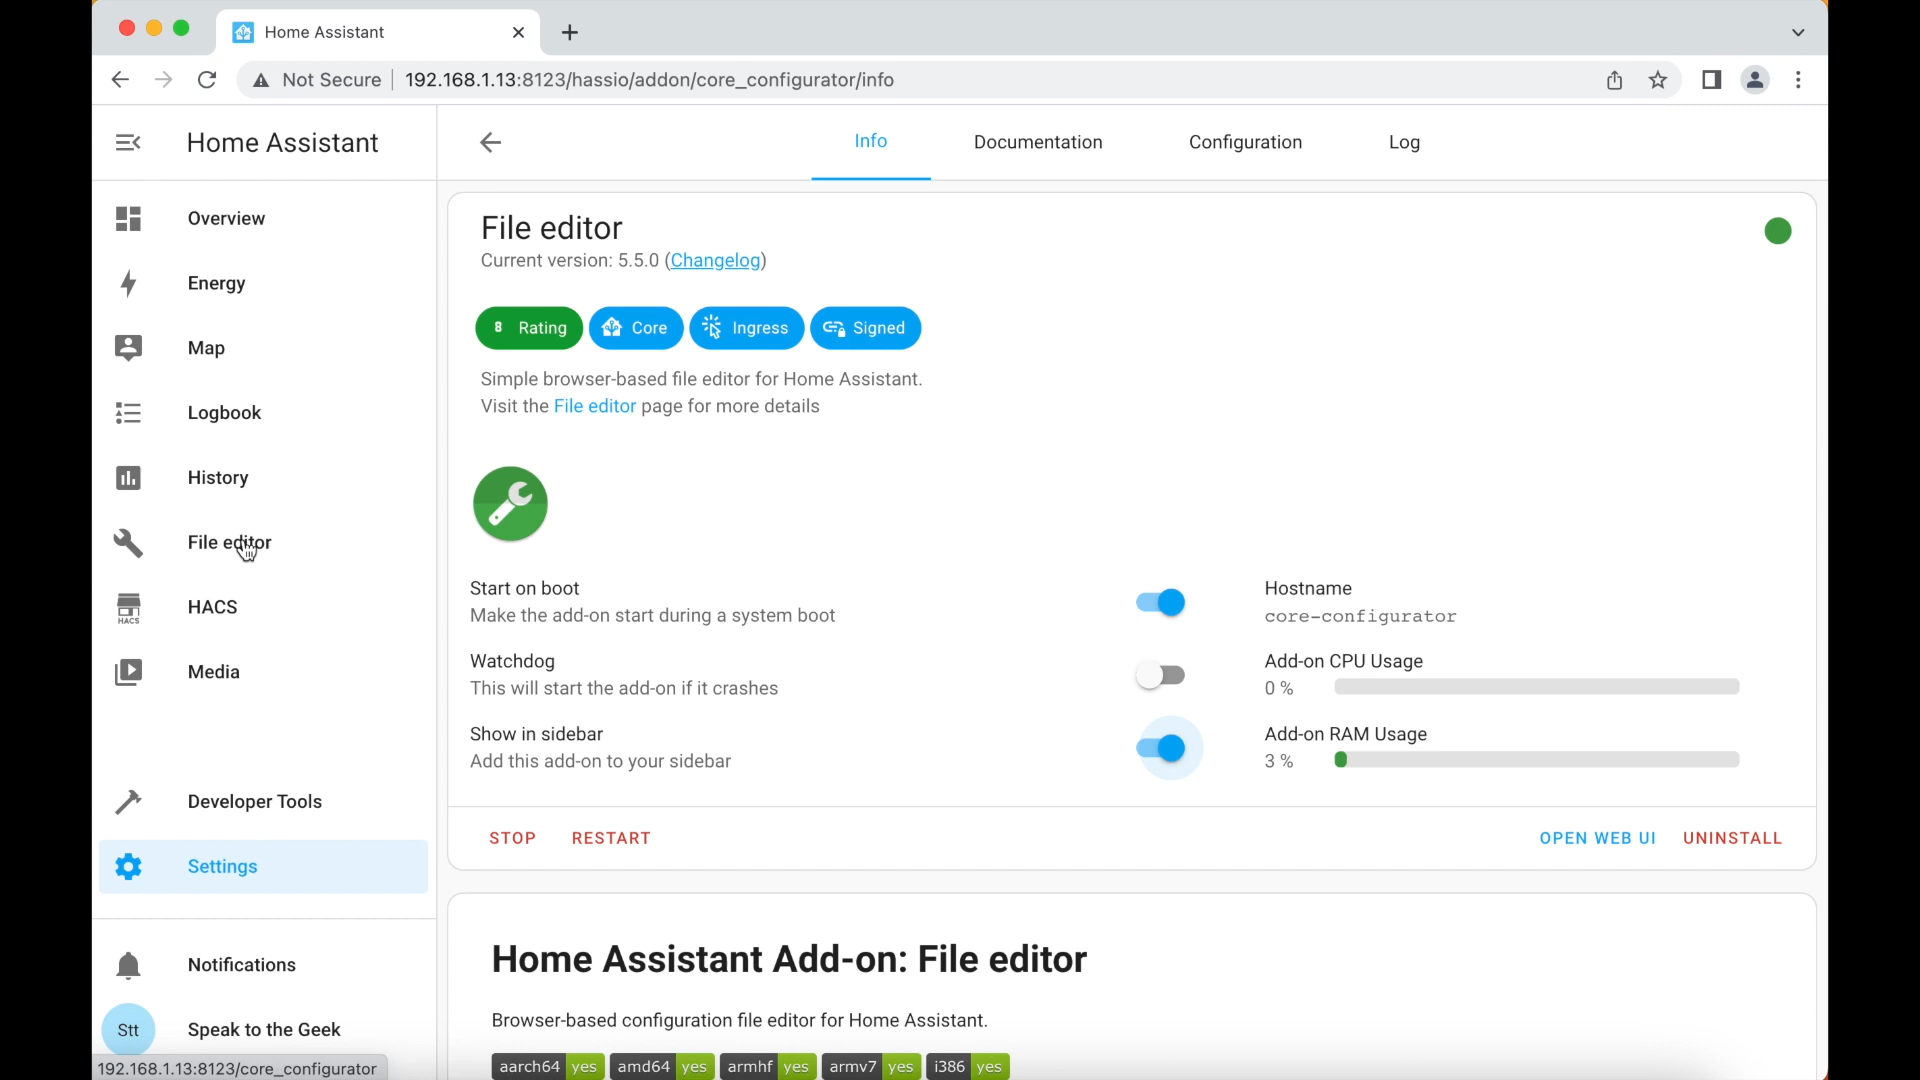 Home Assistant
Not Secure 192.168.1.13:8123/hassio/addon/core_configurator/info
Home Assistant
Info Documentation Configuration Log
Overview
Energy
Map
Logbook
History
File editor
HACS
HACS
Media
Developer Tools
Settings
Notifications
Stt Speak to the Geek
192.168.1.13:8123/core_configurator
File editor
Current version: 5.5.0 (Changelog)
8 Rating Core Ingress Signed
Simple browser-based file editor for Home Assistant.
Visit the File editor page for more details
Start on boot
Make the add-on start during a system boot
Watchdog
This will start the add-on if it crashes
Show in sidebar
Add this add-on to your sidebar
Hostname
core-configurator
Add-on CPU Usage
0 %
Add-on RAM Usage
3 %
STOP RESTART OPEN WEB UI UNINSTALL
Home Assistant Add-on: File editor
Browser-based configuration file editor for Home Assistant.
aarch64 yes amd64 yes armhf yes armv7 yes i386 yes